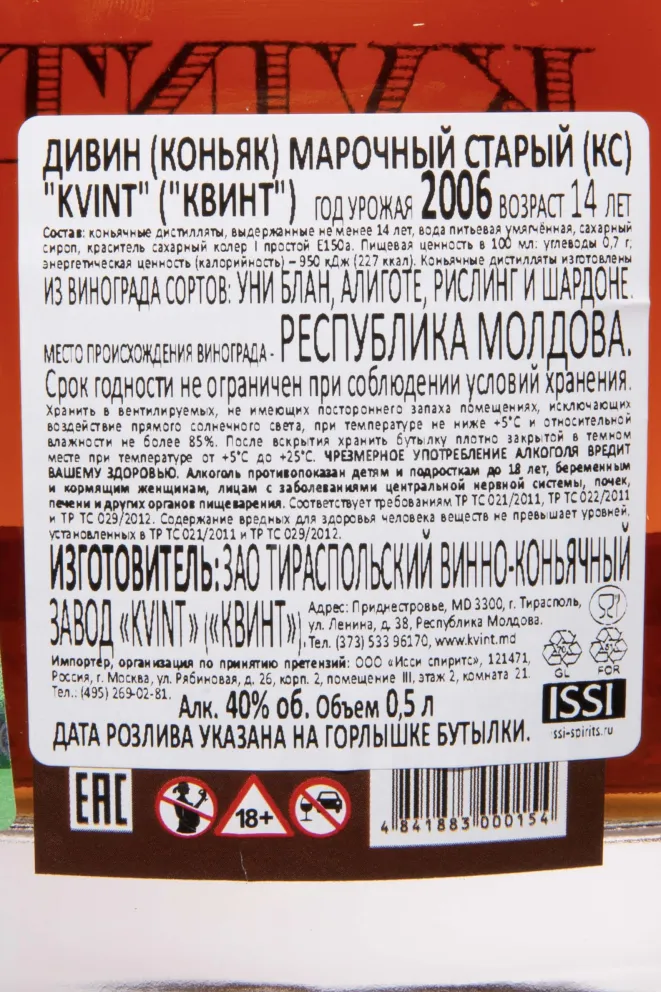 KVINT
ДИВИН (КОНЬЯК) МАРОЧНЫЙ СТАРЫЙ (КС)
"KVINT" ("КВИНТ") ГОД УРОЖАЯ 2006 ВОЗРАСТ 14 ЛЕТ
Состав: коньячные дистилляты, выдержанные не менее 14 лет, вода питьевая умягчённая, сахарный
сироп, краситель сахарный колер I простой Е150а. Пищевая ценность в 100 мл: углеводы 0,7 г;
энергетическая ценность (калорийность) – 950 кДж (227 ккал). Коньячные дистилляты изготовлены
ИЗ ВИНОГРАДА СОРТОВ: УНИ БЛАН, АЛИГОТЕ, РИСЛИНГ И ШАРДОНЕ.
МЕСТО ПРОИСХОЖДЕНИЯ ВИНОГРАДА - РЕСПУБЛИКА МОЛДОВА.
Срок годности не ограничен при соблюдении условий хранения.
Хранить в вентилируемых, не имеющих постороннего запаха помещениях, исключающих
воздействие прямого солнечного света, при температуре не ниже +5°С и относительной
влажности не более 85%. После вскрытия хранить бутылку плотно закрытой в темном
месте при температуре от +5°С до +25°С. ЧРЕЗМЕРНОЕ УПОТРЕБЛЕНИЕ АЛКОГОЛЯ ВРЕДИТ
ВАШЕМУ ЗДОРОВЬЮ. Алкоголь противопоказан детям и подросткам до 18 лет, беременным
и кормящим женщинам, лицам с заболеваниями центральной нервной системы, почек,
печени и других органов пищеварения. Соответствует требованиям ТР ТС 021/2011, ТР ТС 022/2011
и ТР ТС 029/2012. Содержание вредных для здоровья человека веществ не превышает уровней,
установленных в ТР ТС 021/2011 и ТР ТС 029/2012.
ИЗГОТОВИТЕЛЬ: ЗАО ТИРАСПОЛЬСКИЙ ВИННО-КОНЬЯЧНЫЙ
ЗАВОД «KVINT» («КВИНТ»).
Адрес: Приднестровье, MD 3300, г. Тирасполь,
ул. Ленина, д. 38, Республика Молдова.
Тел. (373) 533 96170, www.kvint.md
70
GL FOR
Импортер, организация по принятию претензий: ООО «Исси спиритс», 121471,
Россия, г. Москва, ул. Рябиновая, д. 26, корп. 2, помещение III, этаж 2, комната 21.
Тел.: (495) 269-02-81.
Алк. 40% об. Объем 0,5 л
ISSI
issi-spirits.ru
ДАТА РОЗЛИВА УКАЗАНА НА ГОРЛЫШКЕ БУТЫЛКИ.
EAC
18+
4 841883 000154